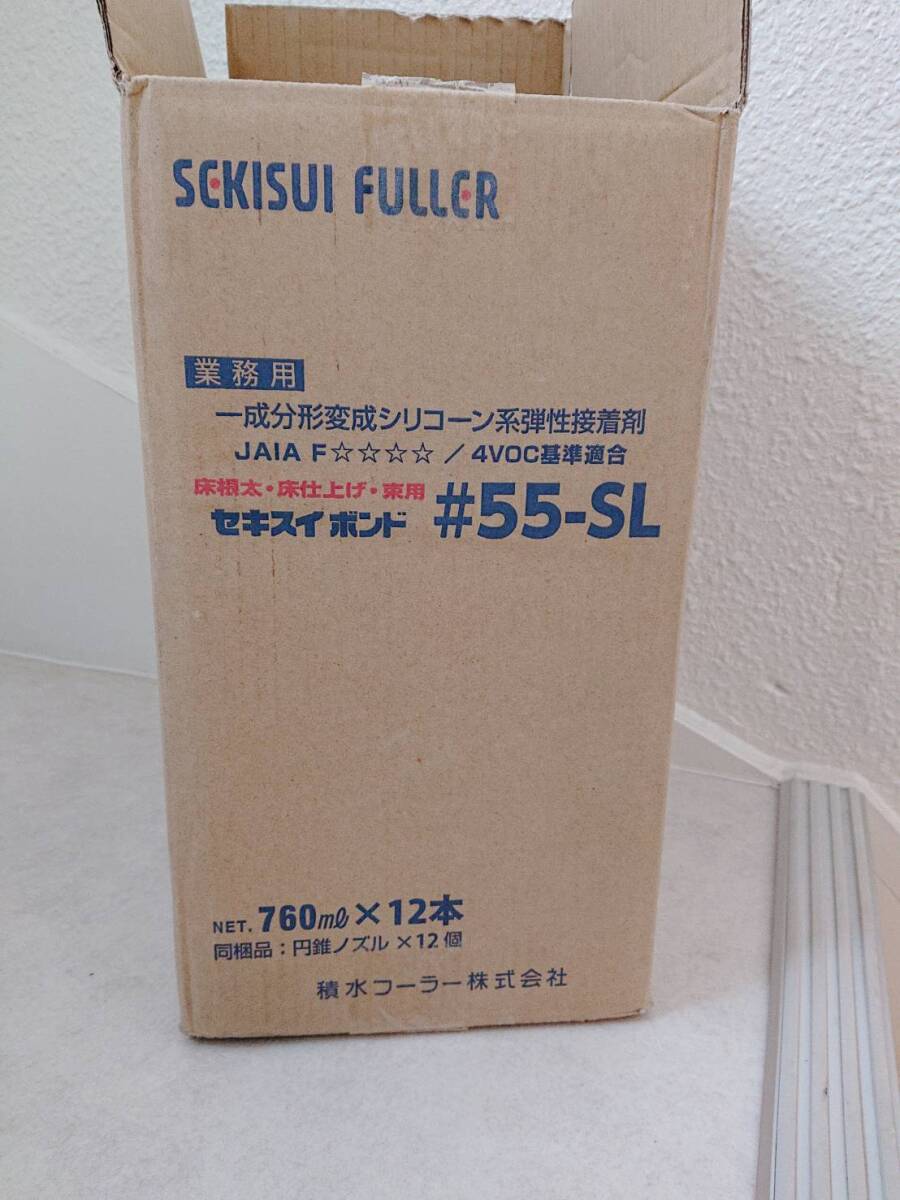 SEKISUI FULLER
業務用
一成分形変成シリコーン系弾性接着剤
JAIA F☆☆☆☆ / 4VOC基準適合
床根太・床仕上げ・束用
セキスイボンド #55-SL
NET. 760mℓ×12本
同梱品：円錐ノズル×12個
積水フーラー株式会社